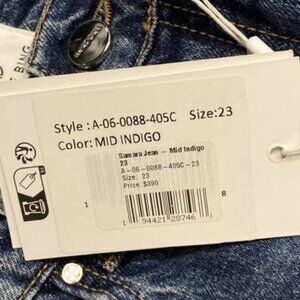 Style : A-06-0088-405C Size:23
Color: MID INDIGO
Samara Jean — Mid Indigo
23
A-06-0088-405C-23
Size: 23
Price: $390
1 8
94421 28746
BING